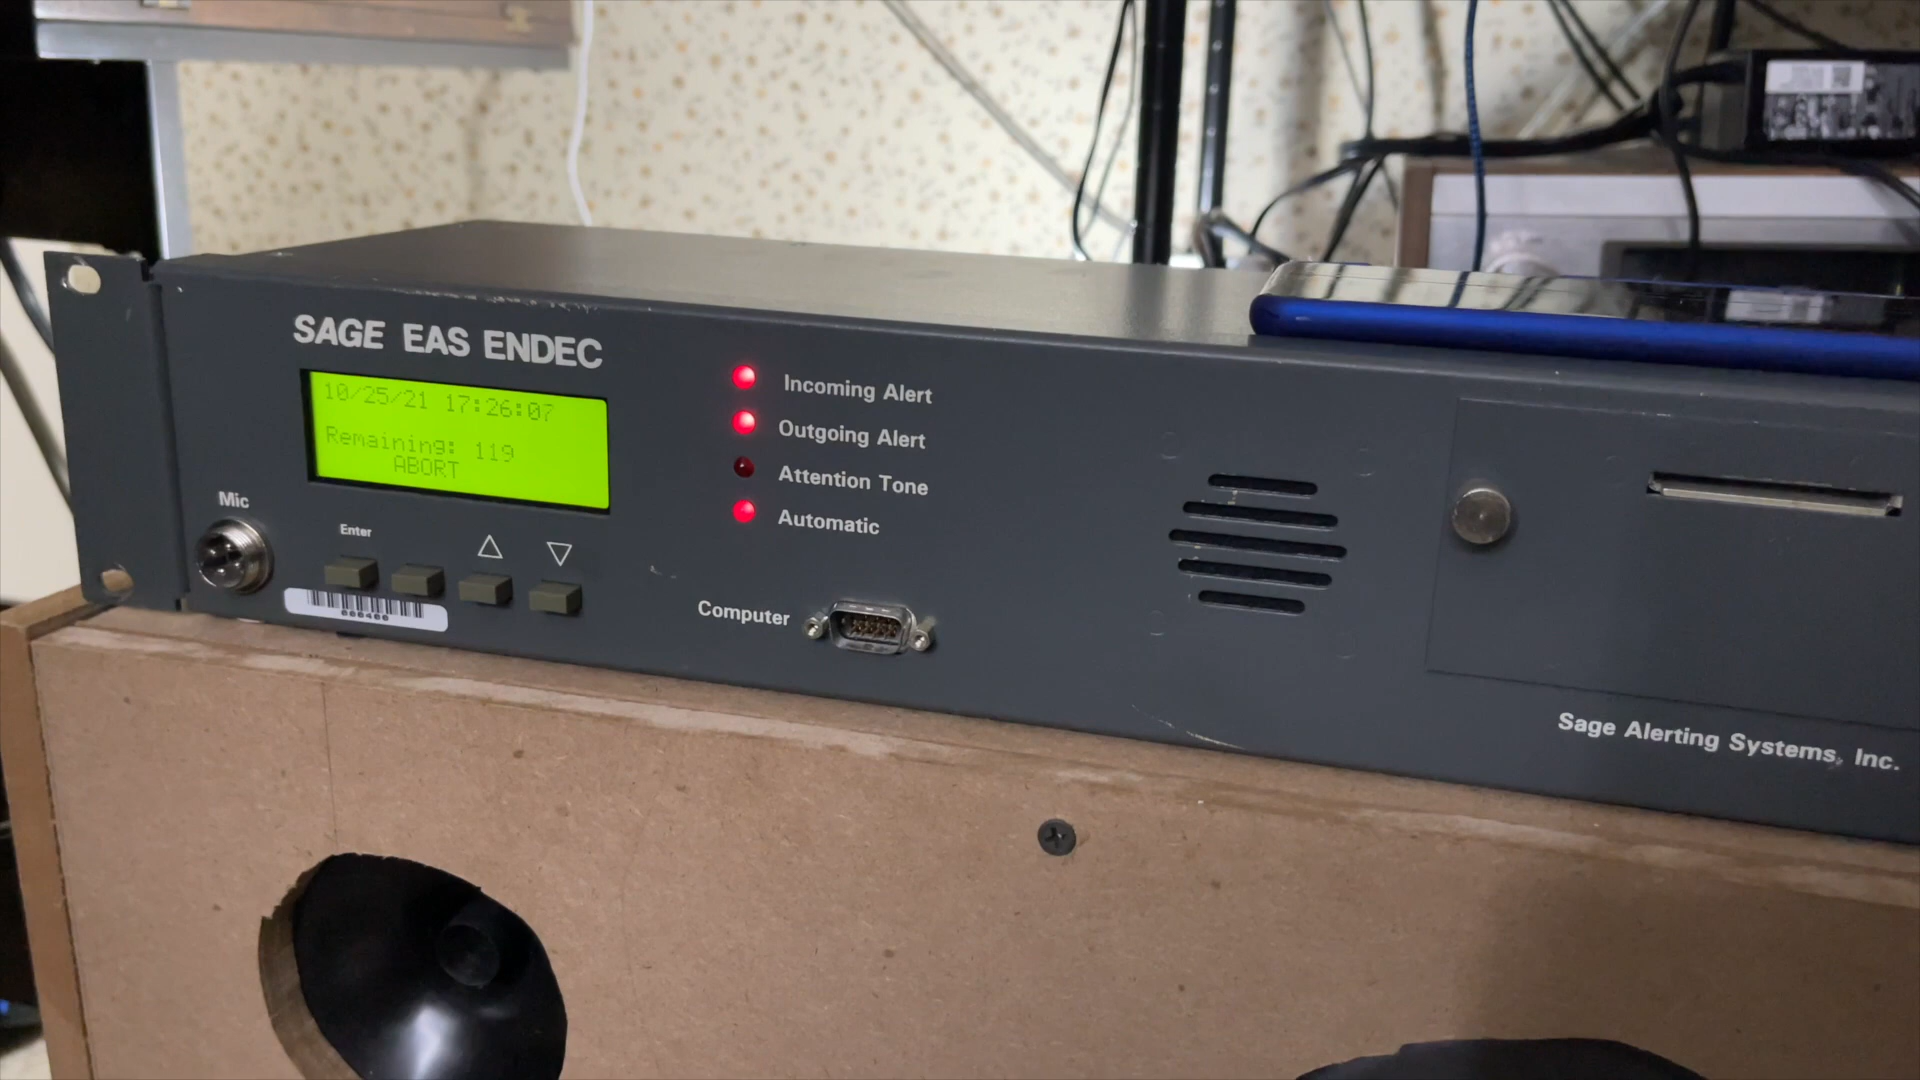 SAGE EAS ENDEC
10/25/21 17:26:07
Remaining: 119
ABORT
Incoming Alert
Outgoing Alert
Attention Tone
Automatic
Mic
Enter
Computer
Sage Alerting Systems, Inc.